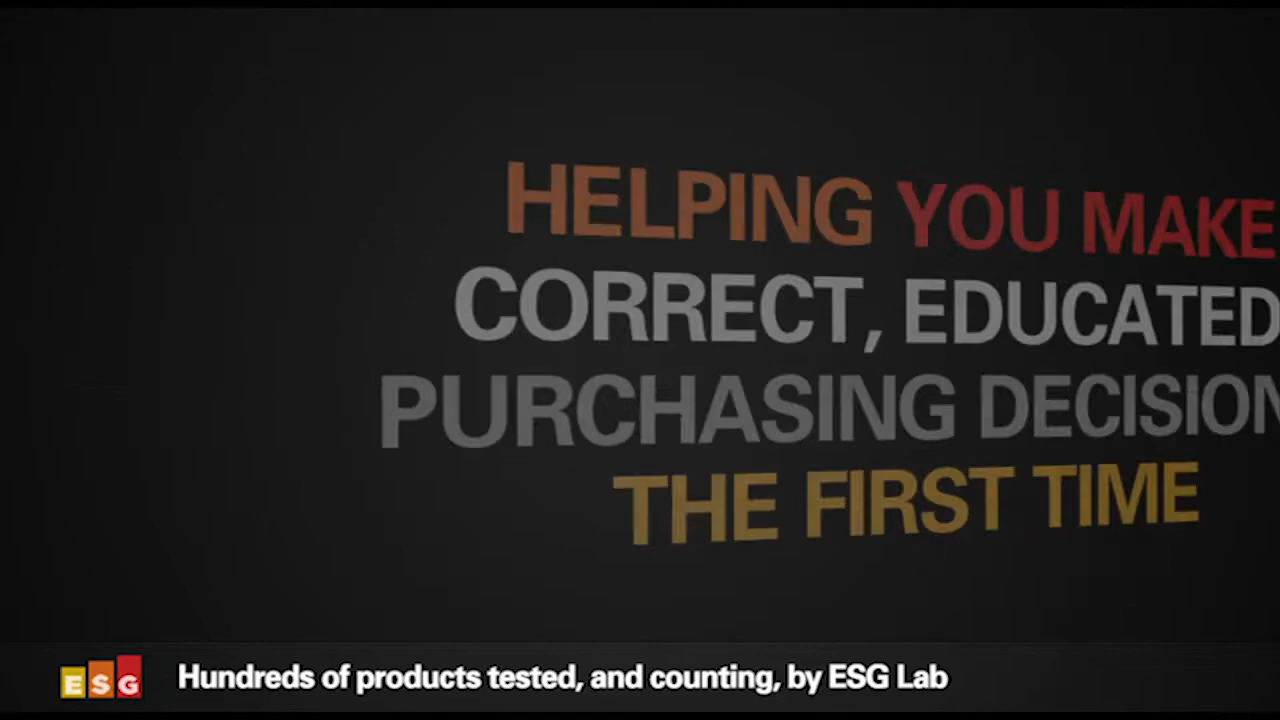 HELPING YOU MAKE
CORRECT, EDUCATED
PURCHASING DECISION
THE FIRST TIME
ESG Hundreds of products tested, and counting, by ESG Lab